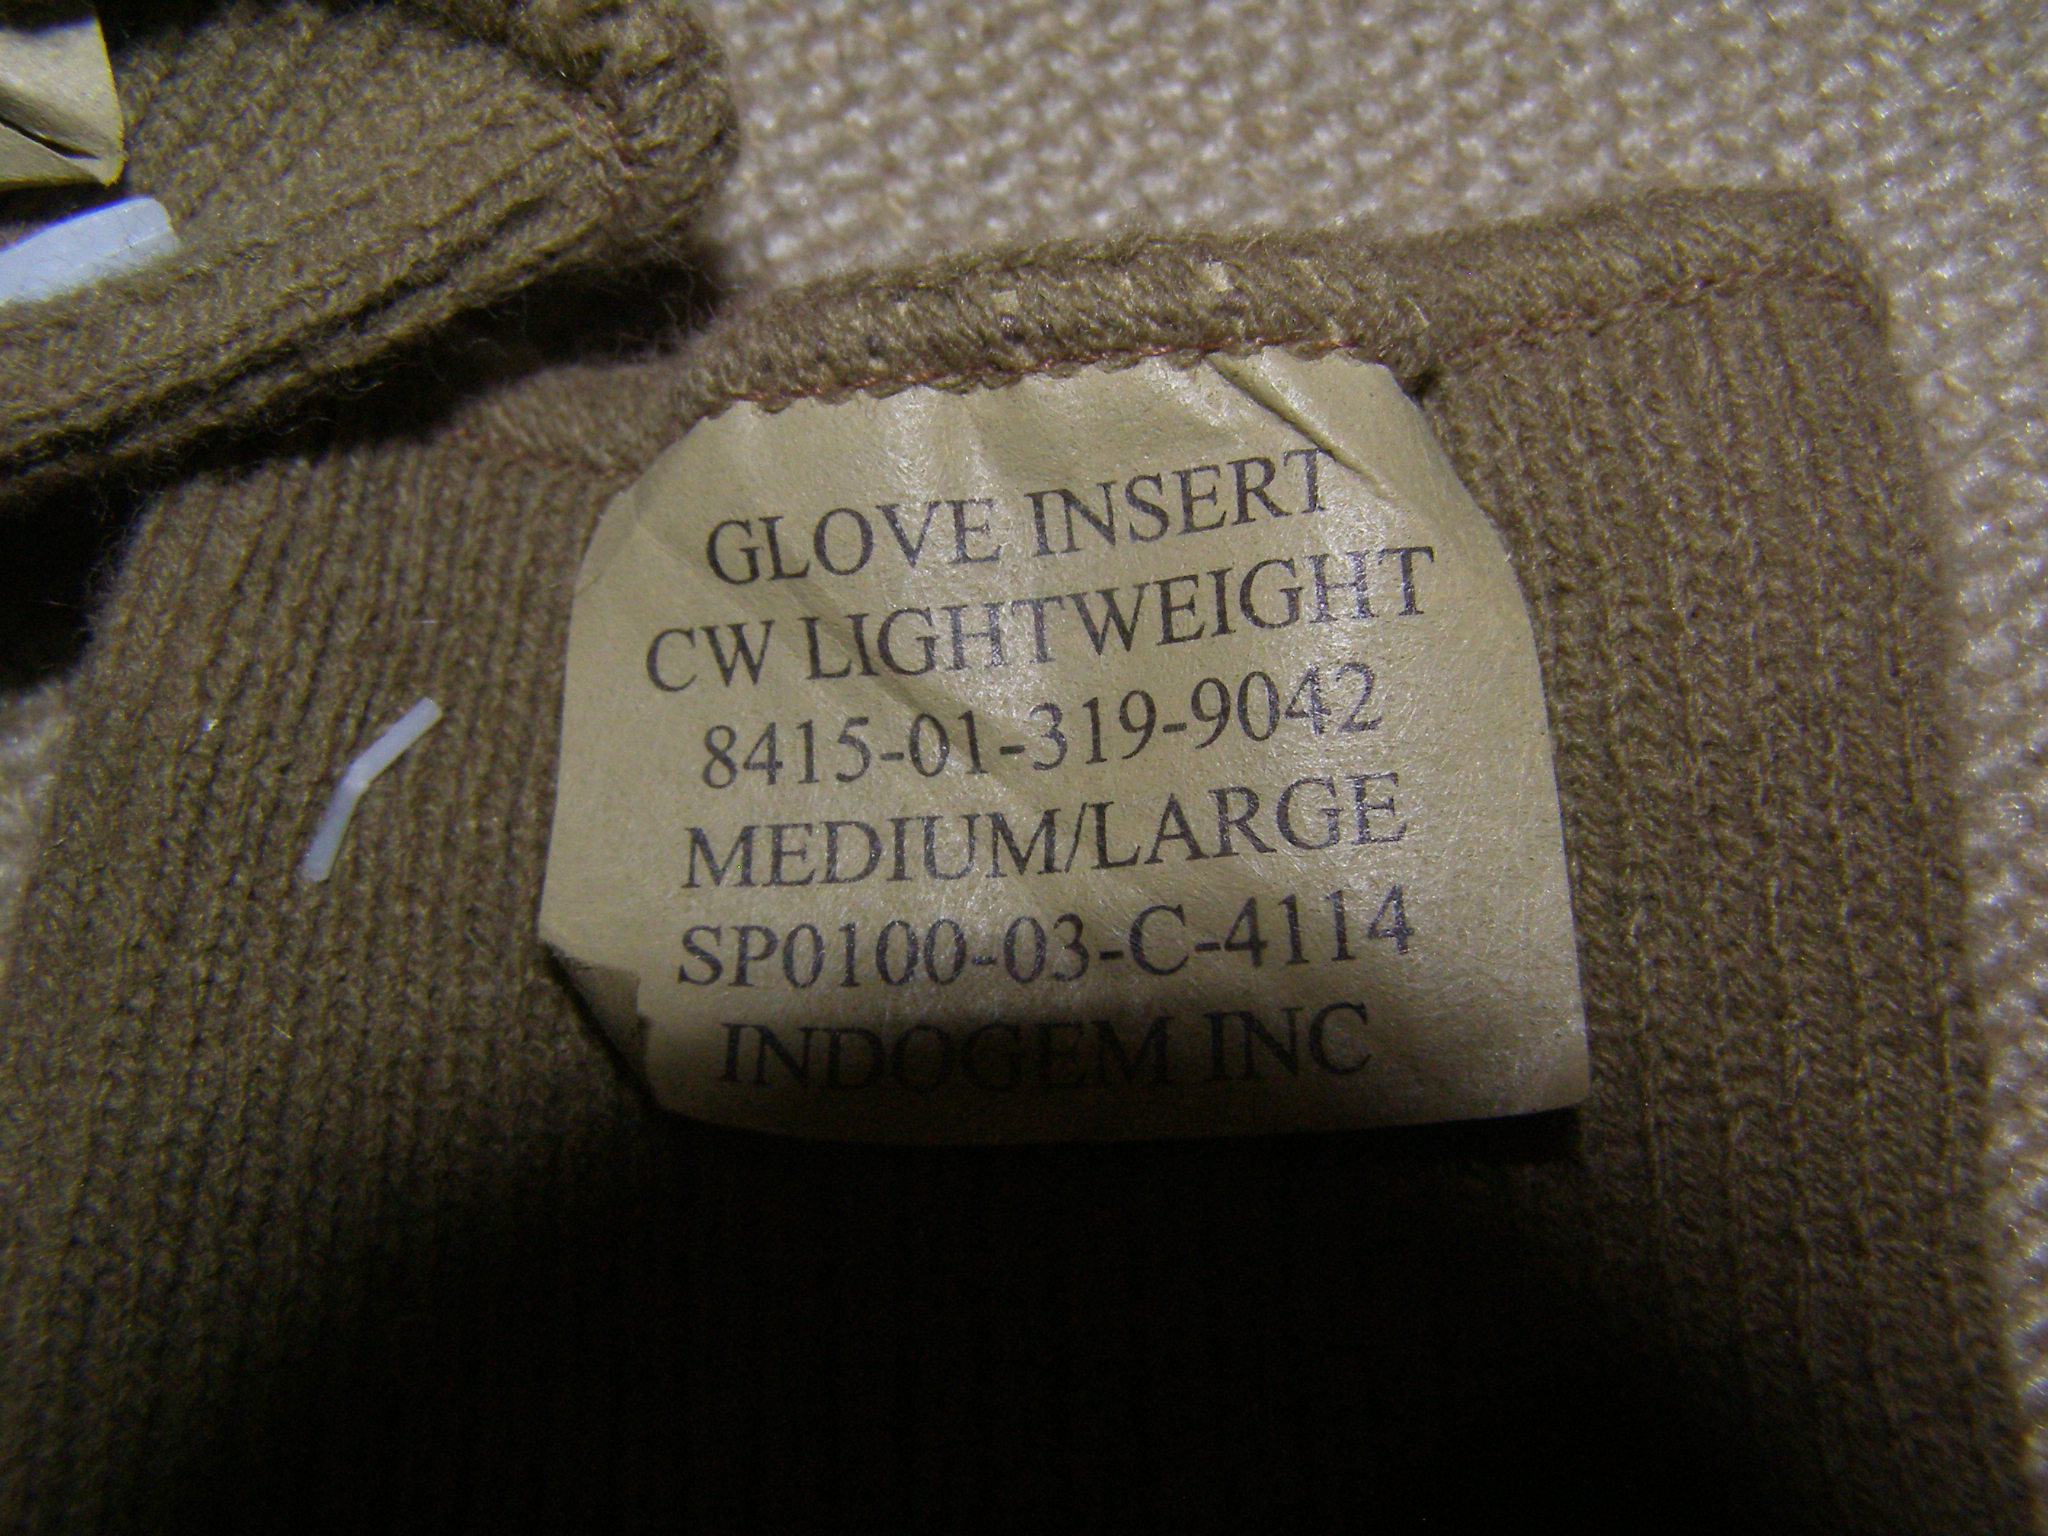 GLOVE INSERT
CW LIGHTWEIGHT
8415-01-319-9042
MEDIUM/LARGE
SP0100-03-C-4114
INDOGEM INC